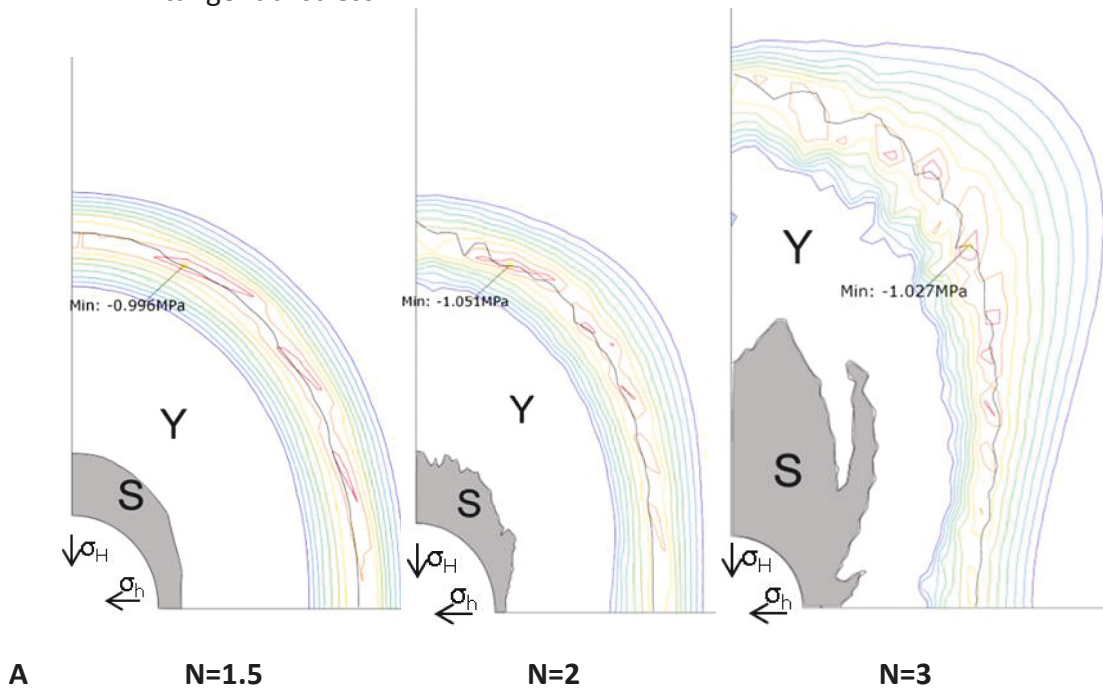 Y
Y
Y
S
S
S
Min: -0.996MPa
Min: -1.051MPa
Min: -1.027MPa
σH
σh
σH
σh
σH
σh
A N=1.5 N=2 N=3